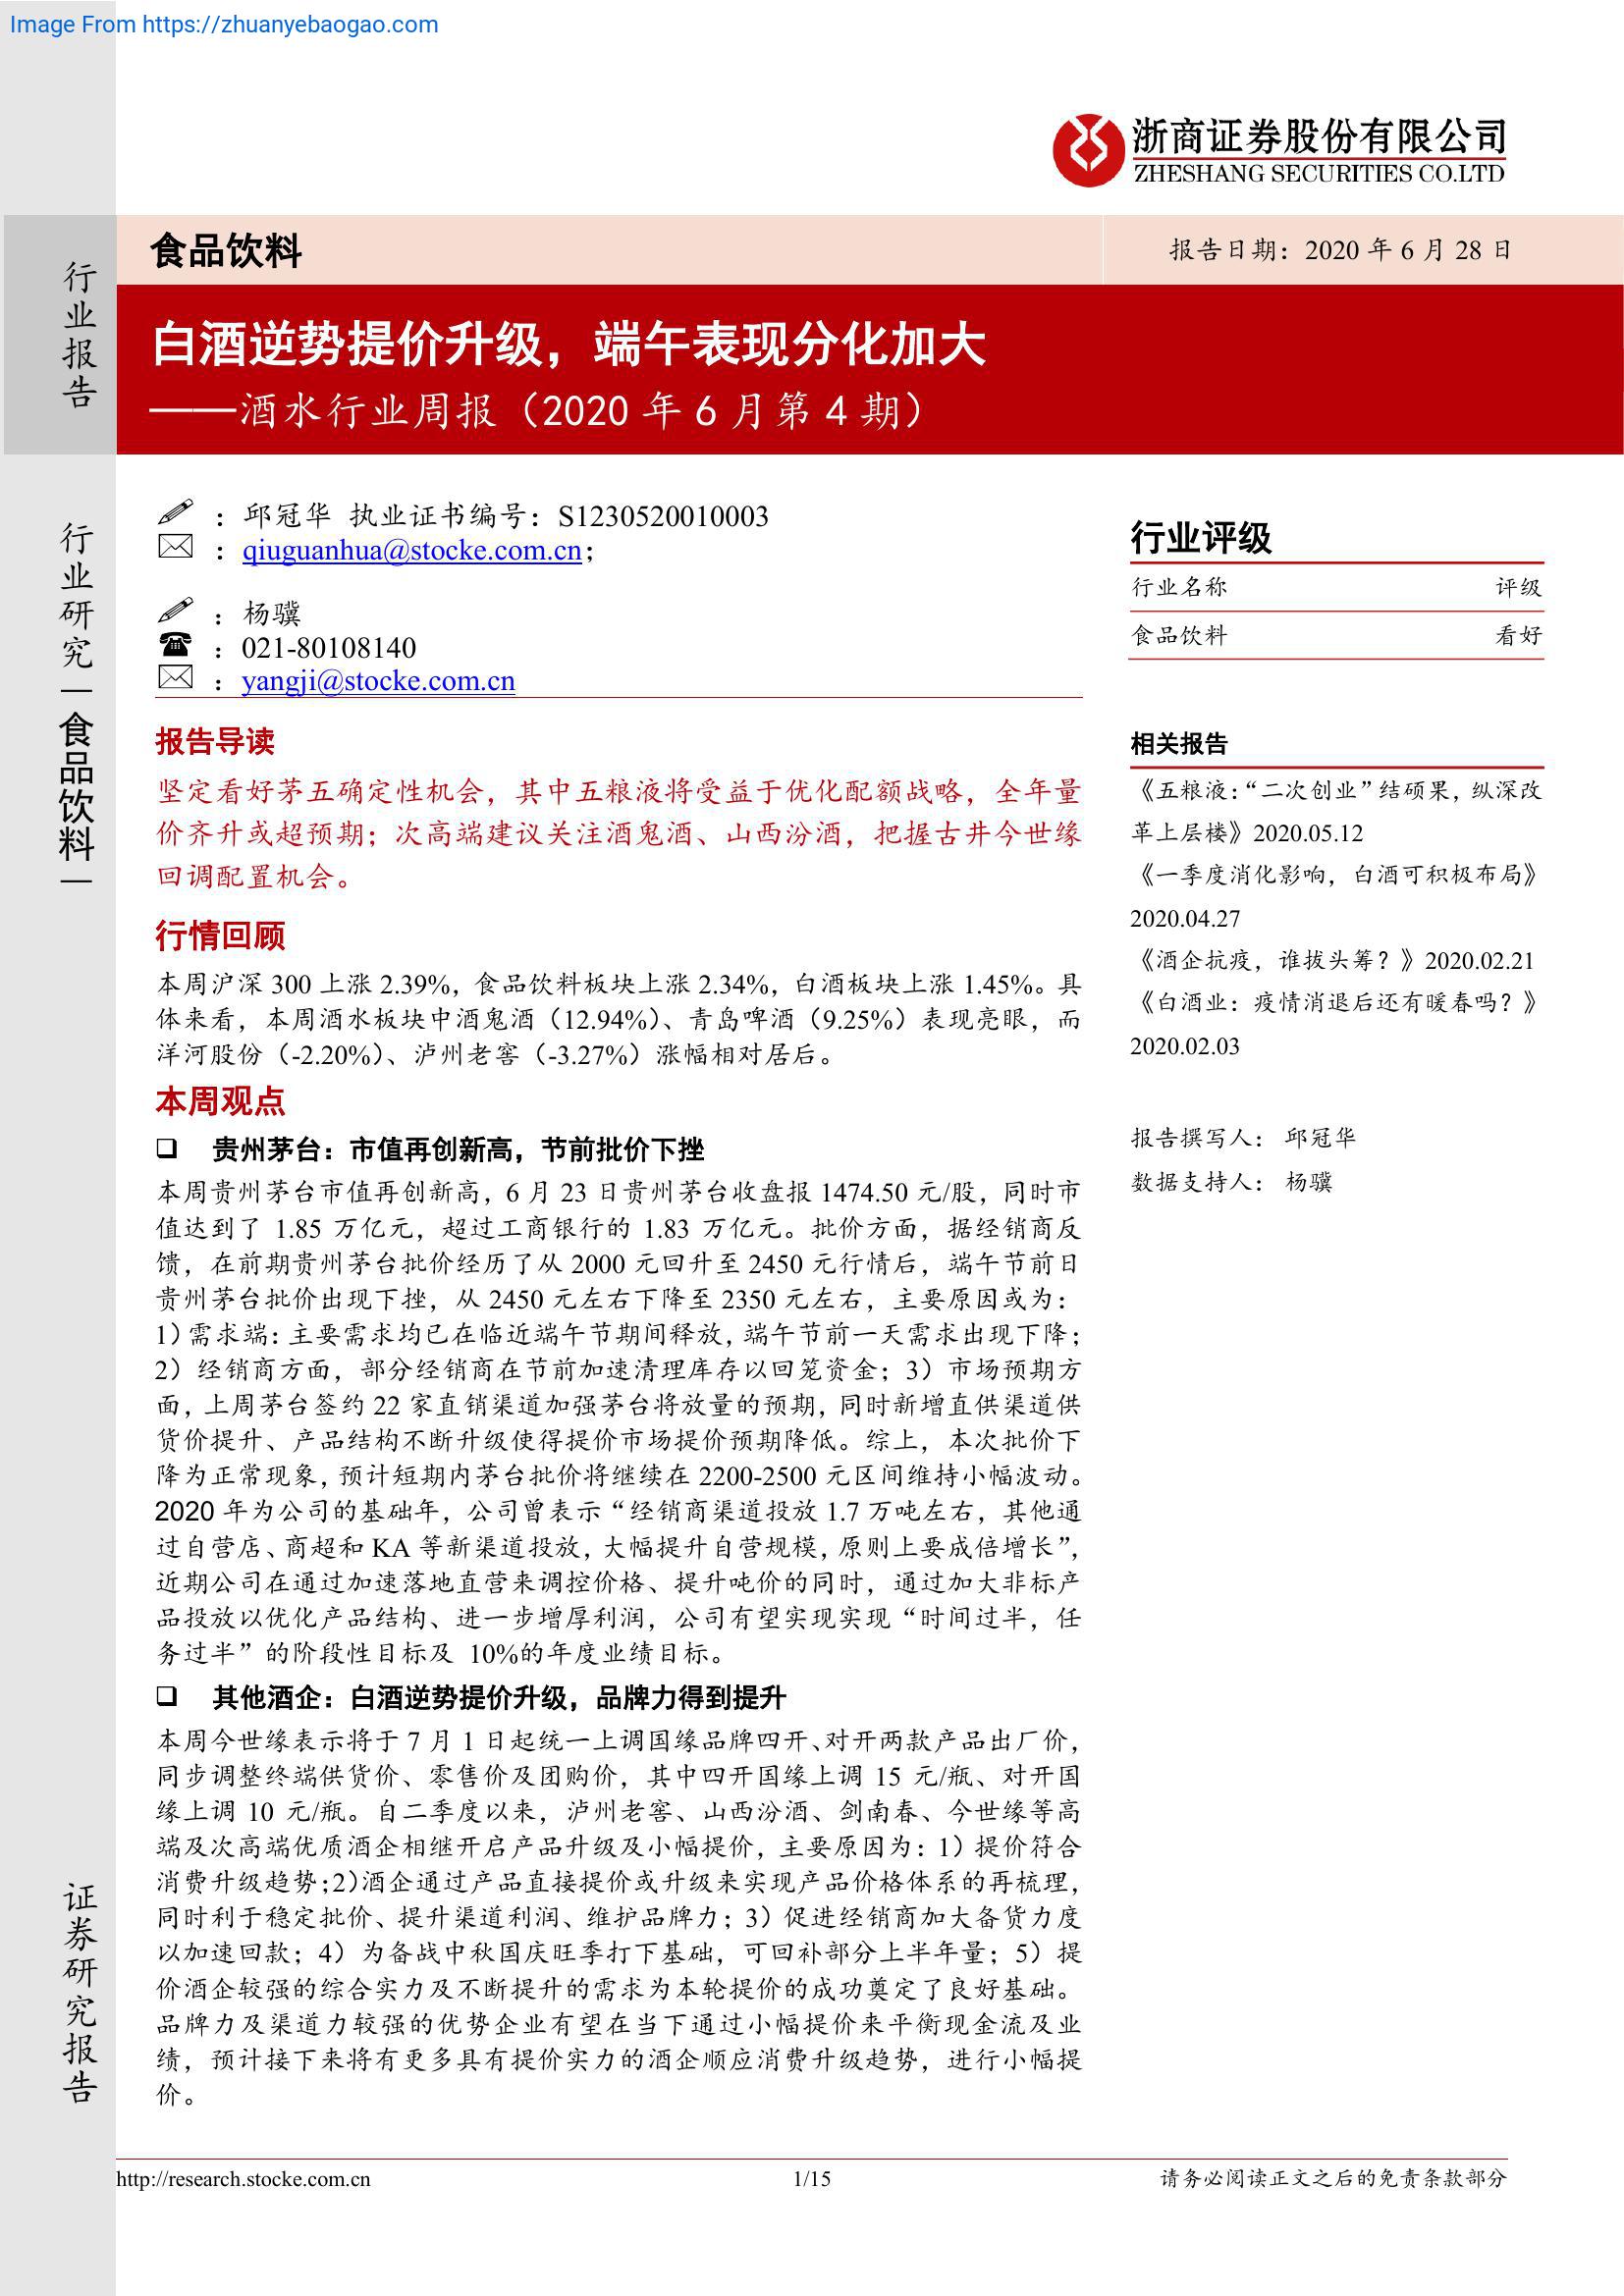 Image From https://zhuanyebaogao.com
浙商证券股份有限公司
ZHESHANG SECURITIES CO.LTD
行业报告
食品饮料
报告日期：2020 年 6 月 28 日
白酒逆势提价升级，端午表现分化加大
——酒水行业周报（2020 年 6 月第 4 期）
行业研究|食品饮料|
：邱冠华 执业证书编号：S1230520010003
：qiuguanhua@stocke.com.cn；
：杨骥
：021-80108140
：yangji@stocke.com.cn
行业评级
行业名称 评级
食品饮料 看好
报告导读
坚定看好茅五确定性机会，其中五粮液将受益于优化配额战略，全年量
价齐升或超预期；次高端建议关注酒鬼酒、山西汾酒，把握古井今世缘
回调配置机会。
行情回顾
本周沪深 300 上涨 2.39%，食品饮料板块上涨 2.34%，白酒板块上涨 1.45%。具
体来看，本周酒水板块中酒鬼酒（12.94%）、青岛啤酒（9.25%）表现亮眼，而
洋河股份（-2.20%）、泸州老窖（-3.27%）涨幅相对居后。
本周观点
❑ 贵州茅台：市值再创新高，节前批价下挫
本周贵州茅台市值再创新高，6 月 23 日贵州茅台收盘报 1474.50 元/股，同时市
值达到了 1.85 万亿元，超过工商银行的 1.83 万亿元。批价方面，据经销商反
馈，在前期贵州茅台批价经历了从 2000 元回升至 2450 元行情后，端午节前日
贵州茅台批价出现下挫，从 2450 元左右下降至 2350 元左右，主要原因或为：
1）需求端：主要需求均已在临近端午节期间释放，端午节前一天需求出现下降；
2）经销商方面，部分经销商在节前加速清理库存以回笼资金；3）市场预期方
面，上周茅台签约 22 家直销渠道加强茅台将放量的预期，同时新增直供渠道供
货价提升、产品结构不断升级使得提价市场提价预期降低。综上，本次批价下
降为正常现象，预计短期内茅台批价将继续在 2200-2500 元区间维持小幅波动。
2020 年为公司的基础年，公司曾表示“经销商渠道投放 1.7 万吨左右，其他通
过自营店、商超和 KA 等新渠道投放，大幅提升自营规模，原则上要成倍增长”，
近期公司在通过加速落地直营来调控价格、提升吨价的同时，通过加大非标产
品投放以优化产品结构、进一步增厚利润，公司有望实现实现“时间过半，任
务过半”的阶段性目标及 10%的年度业绩目标。
❑ 其他酒企：白酒逆势提价升级，品牌力得到提升
本周今世缘表示将于 7 月 1 日起统一上调国缘品牌四开、对开两款产品出厂价，
同步调整终端供货价、零售价及团购价，其中四开国缘上调 15 元/瓶、对开国
缘上调 10 元/瓶。自二季度以来，泸州老窖、山西汾酒、剑南春、今世缘等高
端及次高端优质酒企相继开启产品升级及小幅提价，主要原因为：1）提价符合
消费升级趋势；2）酒企通过产品直接提价或升级来实现产品价格体系的再梳理，
同时利于稳定批价、提升渠道利润、维护品牌力；3）促进经销商加大备货力度
以加速回款；4）为备战中秋国庆旺季打下基础，可回补部分上半年量；5）提
价酒企较强的综合实力及不断提升的需求为本轮提价的成功奠定了良好基础。
品牌力及渠道力较强的优势企业有望在当下通过小幅提价来平衡现金流及业
绩，预计接下来将有更多具有提价实力的酒企顺应消费升级趋势，进行小幅提
价。
相关报告
《五粮液：“二次创业”结硕果，纵深改
革上层楼》2020.05.12
《一季度消化影响，白酒可积极布局》
2020.04.27
《酒企抗疫，谁拔头筹？》2020.02.21
《白酒业：疫情消退后还有暖春吗？》
2020.02.03
报告撰写人： 邱冠华
数据支持人： 杨骥
证券研究报告
http://research.stocke.com.cn
1/15
请务必阅读正文之后的免责条款部分